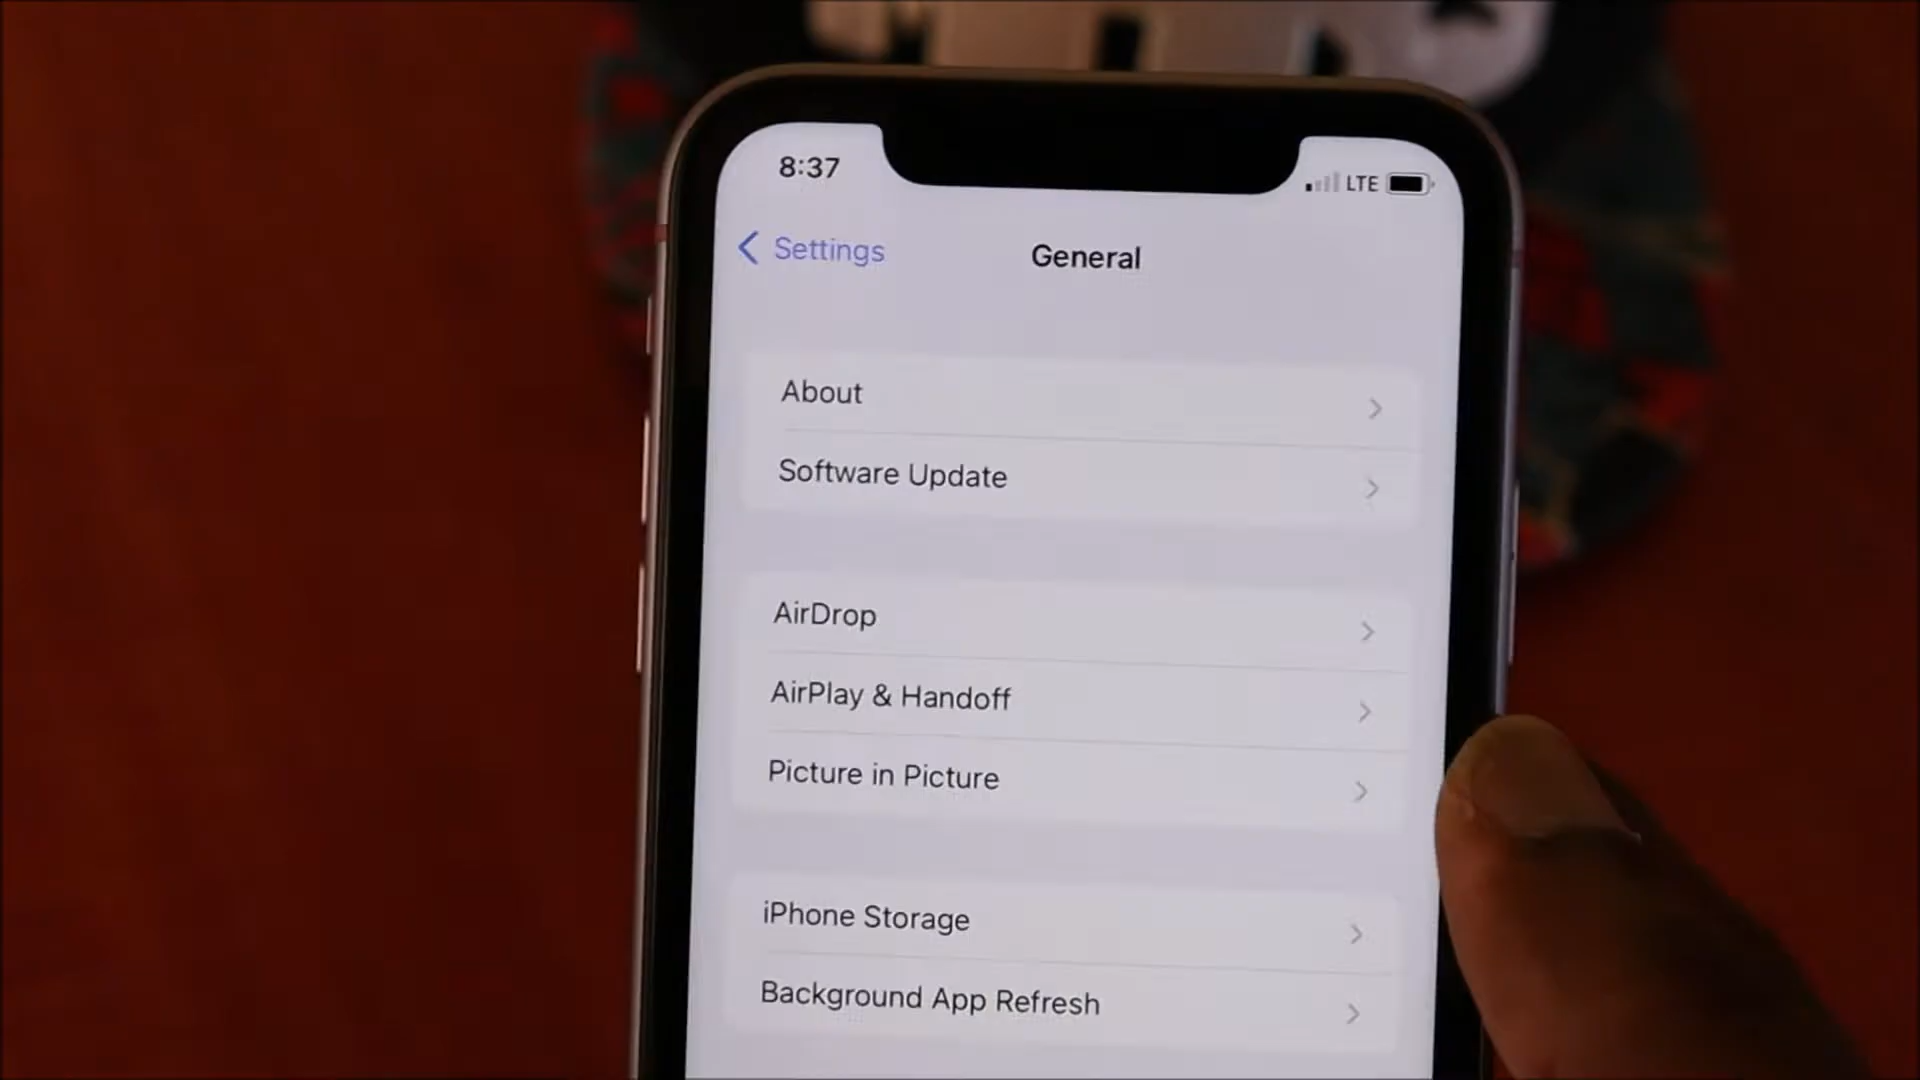 8:37
LTE
Settings
General
About
Software Update
AirDrop
AirPlay & Handoff
Picture in Picture
iPhone Storage
Background App Refresh